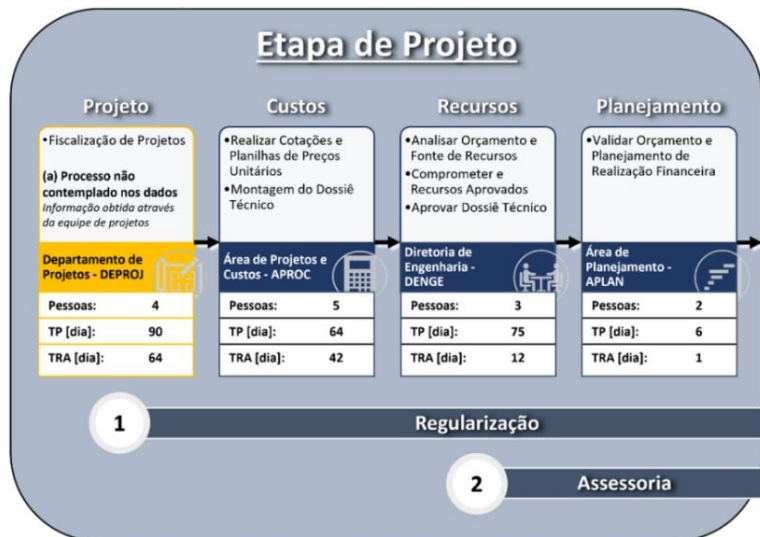 Etapa de Projeto
Projeto
•Fiscalização de Projetos
(a) Processo não
contemplado nos dados
Informação obtida através
da equipe de projetos
Departamento de
Projetos - DEPROJ
Pessoas: 4
TP [dia]: 90
TRA [dia]: 64
Custos
•Realizar Cotações e
Planilhas de Preços
Unitários
•Montagem do Dossiê
Técnico
Área de Projetos e
Custos - APROC
Pessoas: 5
TP [dia]: 64
TRA [dia]: 42
Recursos
•Analisar Orçamento e
Fonte de Recursos
•Comprometer e
Recursos Aprovados
•Aprovar Dossiê Técnico
Diretoria de
Engenharia -
DENGE
Pessoas: 3
TP [dia]: 75
TRA [dia]: 12
Planejamento
•Validar Orçamento e
Planejamento de
Realização Financeira
Área de
Planejamento -
APLAN
Pessoas: 2
TP [dia]: 6
TRA [dia]: 1
1 Regularização
2 Assessoria